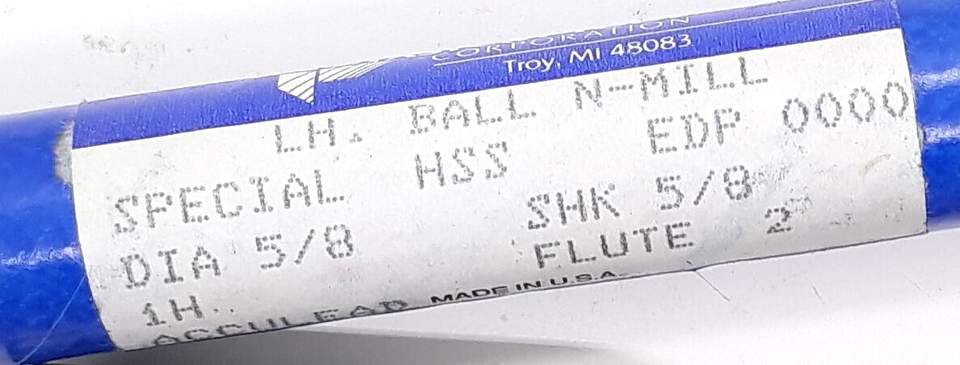 CORPORATION
Troy, MI 48083
LH. BALL N-MILL
SPECIAL HSS EDP 0000
DIA 5/8 SHK 5/8
1H. FLUTE 2
ACCULEAD MADE IN U.S.A.